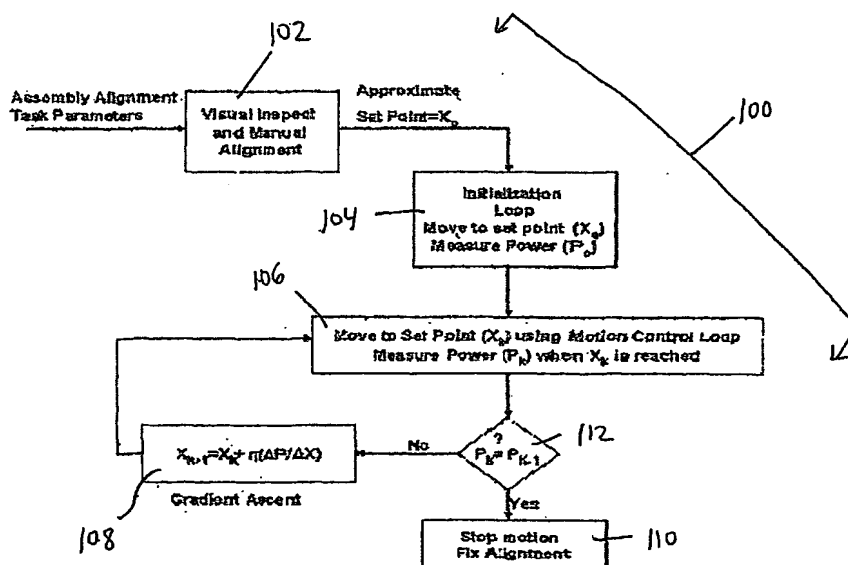 102
Assembly Alignment
Task Parameters
Visual Inspect
and Manual
Alignment
Approximate
Set Point=X₀
100
104
Initialization
Loop
Move to set point (X₀)
Measure Power (P₀)
106
Move to Set Point (Xₖ) using Motion Control Loop
Measure Power (Pₖ) when Xₖ is reached
?
Pₖ=Pₖ₋₁
112
No
Xₖ₊₁=Xₖ+η(ΔP/ΔX)
Gradient Ascent
108
Yes
Stop motion
Fix Alignment
110